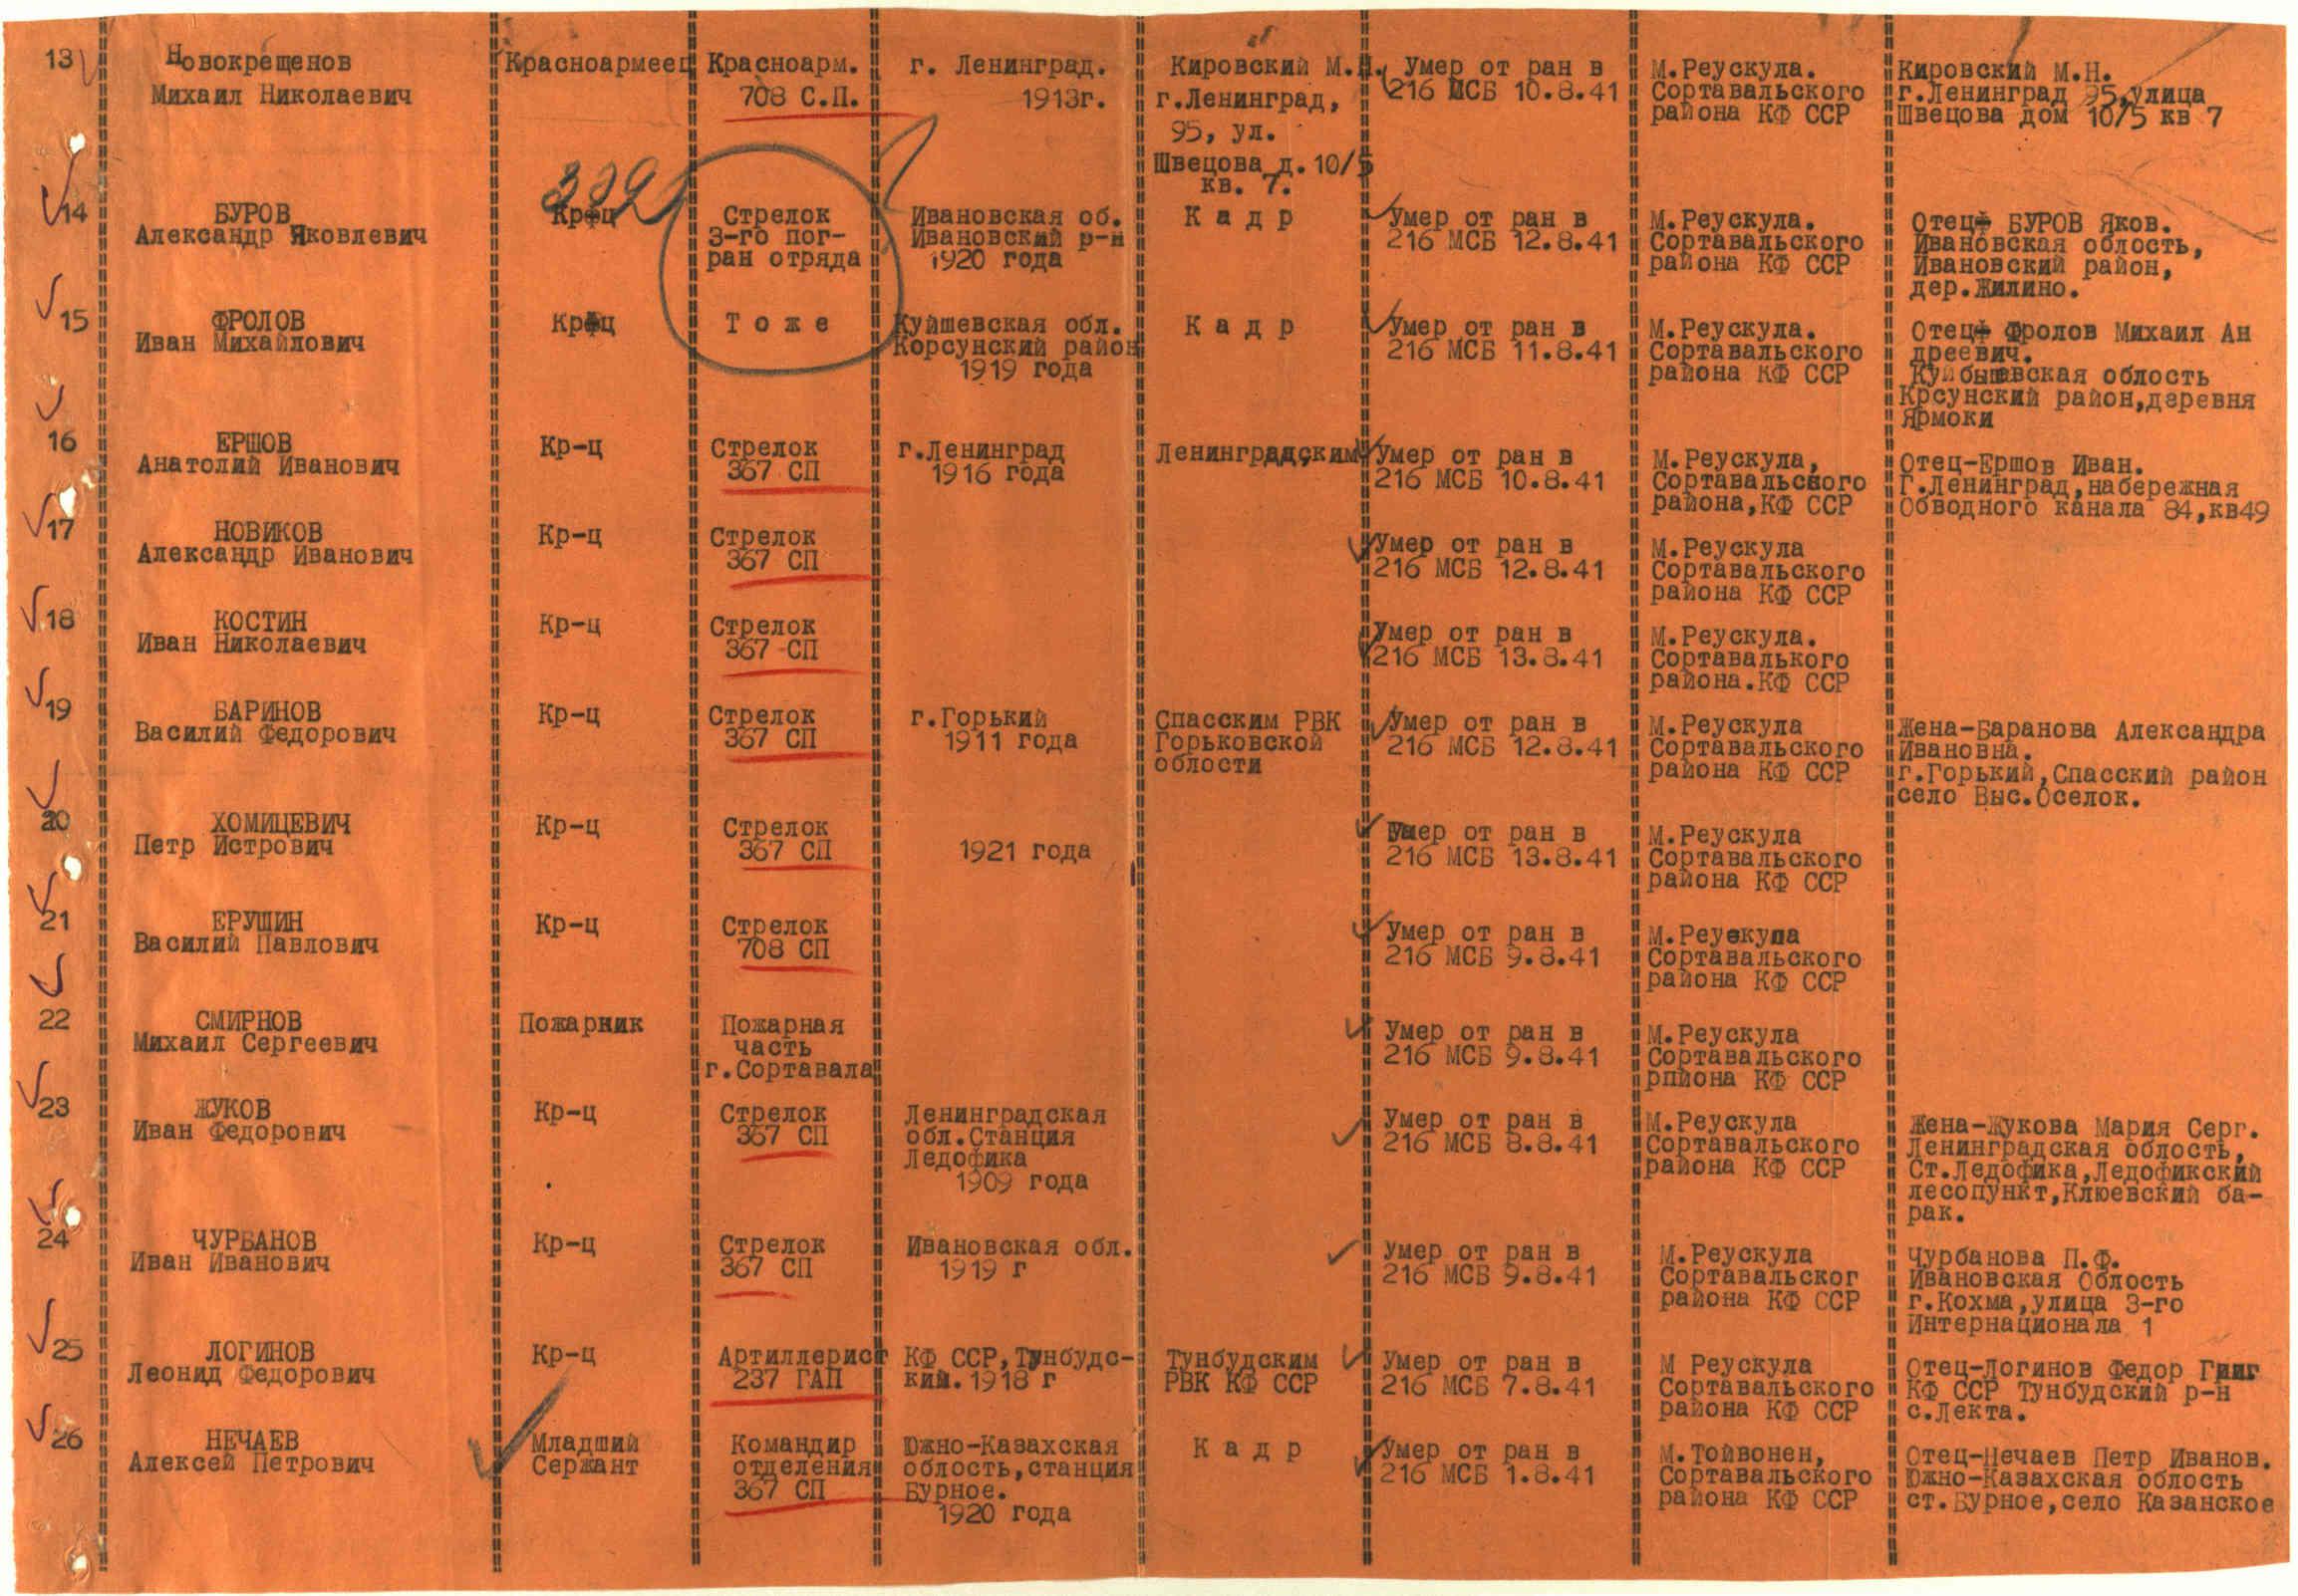 13
Новокрещенов
Михаил Николаевич
Красноармеец
Красноарм.
708 С.П.
г. Ленинград.
1913г.
Кировский М.Н.
г.Ленинград,
95, ул.
Швецова д.10/5
кв. 7.
Умер от ран в
216 МСБ 10.8.41
М.Реускула.
Сортавальского
района КФ ССР
Кировский М.Н.
г.Ленинград 95,улица
Швецова дом 10/5 кв 7
14
БУРОВ
Александр Яковлевич
Кр-ц
Стрелок
3-го пог-
ран отряда
Ивановская об.
Ивановский р-н
1920 года
К а д р
Умер от ран в
216 МСБ 12.8.41
М.Реускула.
Сортавальского
района КФ ССР
Отец БУРОВ Яков.
Ивановская облость,
Ивановский район,
дер.Жилино.
15
ФРОЛОВ
Иван Михайлович
Кр-ц
Т о ж е
Куйшевская обл.
Корсунский район
1919 года
К а д р
Умер от ран в
216 МСБ 11.8.41
М.Реускула.
Сортавальского
района КФ ССР
Отец Фролов Михаил Ан
дреевич.
Куйбышевская облость
Крсунский район,деревня
Ярмоки
16
ЕРШОВ
Анатолий Иванович
Кр-ц
Стрелок
367 СП
г.Ленинград
1916 года
Ленинградским
Умер от ран в
216 МСБ 10.8.41
М.Реускула,
Сортавальского
района,КФ ССР
Отец-Ершов Иван.
Г.Ленинград,набережная
Обводного канала 84,кв49
17
НОВИКОВ
Александр Иванович
Кр-ц
Стрелок
367 СП
Умер от ран в
216 МСБ 12.8.41
М.Реускула
Сортавальского
района КФ ССР
18
КОСТИН
Иван Николаевич
Кр-ц
Стрелок
367 СП
Умер от ран в
216 МСБ 13.8.41
М.Реускула.
Сортавалького
района.КФ ССР
19
БАРИНОВ
Василий Федорович
Кр-ц
Стрелок
367 СП
г.Горький
1911 года
Спасским РВК
Горьковской
облости
Умер от ран в
216 МСБ 12.8.41
М.Реускула
Сортавальского
района КФ ССР
Жена-Баранова Александра
Ивановна.
г.Горький,Спасский район
село Выс.Оселок.
20
ХОМИЦЕВИЧ
Петр Истрович
Кр-ц
Стрелок
367 СП
1921 года
Умер от ран в
216 МСБ 13.8.41
М.Реускула
Сортавальского
района КФ ССР
21
ЕРУШИН
Василий Павлович
Кр-ц
Стрелок
708 СП
Умер от ран в
216 МСБ 9.8.41
М.Реускула
Сортавальского
района КФ ССР
22
СМИРНОВ
Михаил Сергеевич
Пожарник
Пожарная
часть
г.Сортавала
Умер от ран в
216 МСБ 9.8.41
М.Реускула
Сортавальского
рпйона КФ ССР
23
ЖУКОВ
Иван Федорович
Кр-ц
Стрелок
367 СП
Ленинградская
обл.Станция
Ледофика
1909 года
Умер от ран в
216 МСБ 8.8.41
М.Реускула
Сортавальского
района КФ ССР
Жена-Жукова Мария Серг.
Ленинградская облость,
Ст.Ледофика,Ледофикский
лесопункт,Клюевский ба-
рак.
24
ЧУРБАНОВ
Иван Иванович
Кр-ц
Стрелок
367 СП
Ивановская обл.
1919 г
Умер от ран в
216 МСБ 9.8.41
М.Реускула
Сортавальског
района КФ ССР
Чурбанова П.Ф.
Ивановская Облость
г.Кохма,улица 3-го
Интернационала 1
25
ЛОГИНОВ
Леонид Федорович
Кр-ц
Артиллерист
237 ГАП
КФ ССР,Тунбудс-
кий.1918 г
Тунбудским
РВК КФ ССР
Умер от ран в
216 МСБ 7.8.41
М Реускула
Сортавальского
района КФ ССР
Отец-Логинов Федор
КФ ССР Тунбудский р-н
с.Лекта.
26
НЕЧАЕВ
Алексей Петрович
Младший
Сержант
Командир
отделения
367 СП
Южно-Казахская
облость,станция
Бурное.
1920 года
К а д р
Умер от ран в
216 МСБ 1.8.41
М.Тойвонен,
Сортавальского
района КФ ССР
Отец-Нечаев Петр Иванов.
Южно-Казахская облость
ст.Бурное,село Казанское